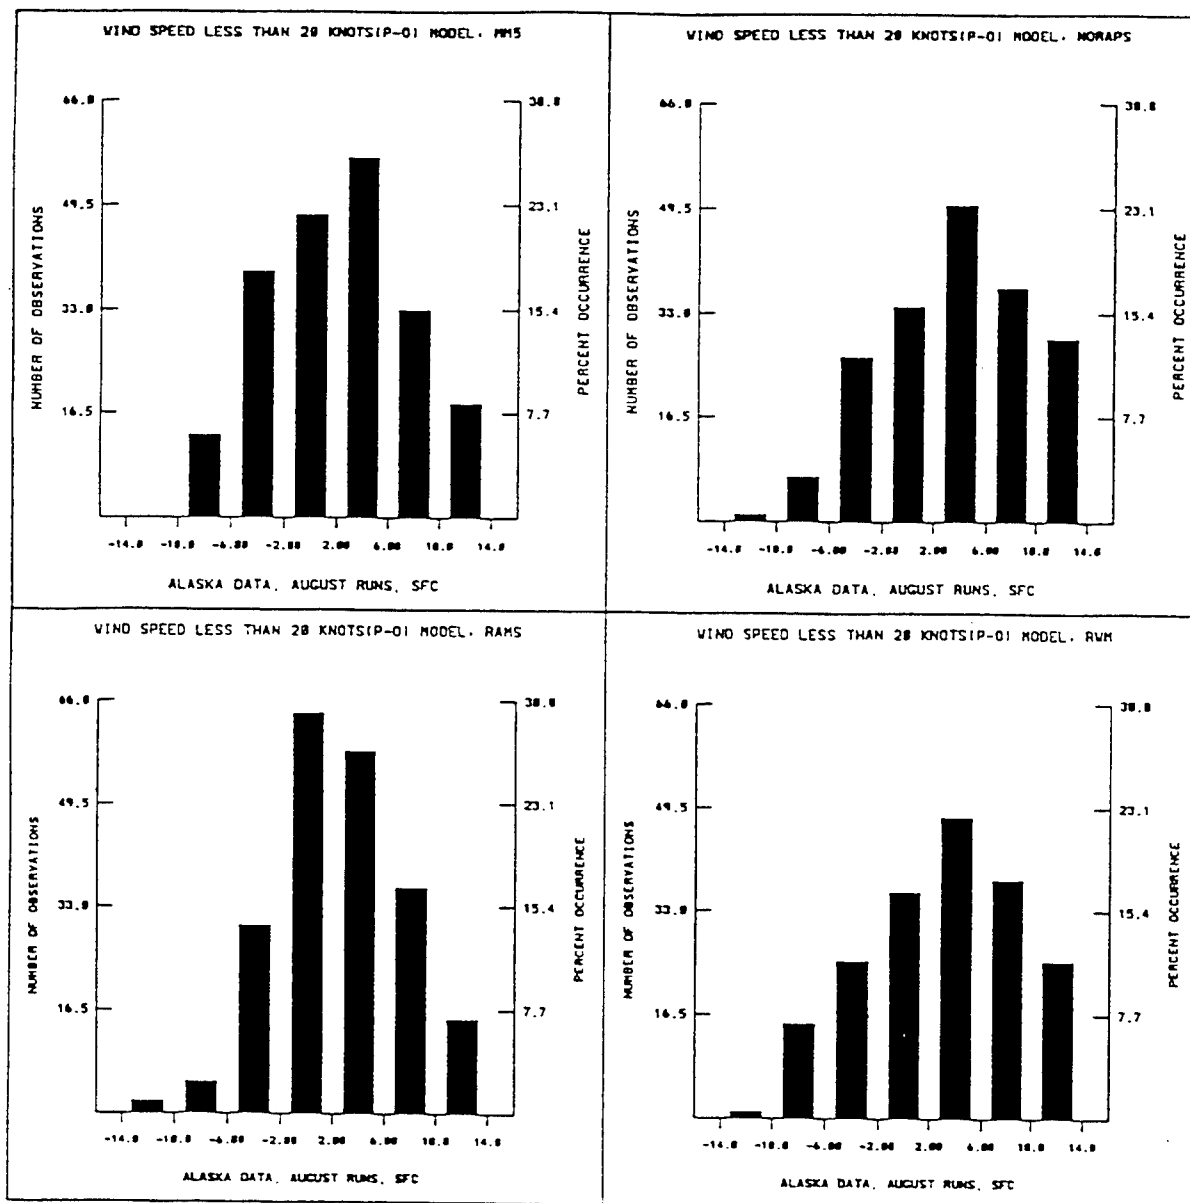 WIND SPEED LESS THAN 20 KNOTS(P-O) MODEL. MM5
66.0
49.5
33.0
16.5
NUMBER OF OBSERVATIONS
30.8
23.1
15.4
7.7
PERCENT OCCURRENCE
-14.0 -10.0 -6.00 -2.00 2.00 6.00 10.0 14.0
ALASKA DATA, AUGUST RUNS, SFC
WIND SPEED LESS THAN 20 KNOTS(P-O) MODEL. NORAPS
66.0
49.5
33.0
16.5
NUMBER OF OBSERVATIONS
30.8
23.1
15.4
7.7
PERCENT OCCURRENCE
-14.0 -10.0 -6.00 -2.00 2.00 6.00 10.0 14.0
ALASKA DATA, AUGUST RUNS, SFC
WIND SPEED LESS THAN 20 KNOTS(P-O) MODEL. RAMS
66.0
49.5
33.0
16.5
NUMBER OF OBSERVATIONS
30.8
23.1
15.4
7.7
PERCENT OCCURRENCE
-14.0 -10.0 -6.00 -2.00 2.00 6.00 10.0 14.0
ALASKA DATA, AUGUST RUNS, SFC
WIND SPEED LESS THAN 20 KNOTS(P-O) MODEL. RWM
66.0
49.5
33.0
16.5
NUMBER OF OBSERVATIONS
30.8
23.1
15.4
7.7
PERCENT OCCURRENCE
-14.0 -10.0 -6.00 -2.00 2.00 6.00 10.0 14.0
ALASKA DATA, AUGUST RUNS, SFC